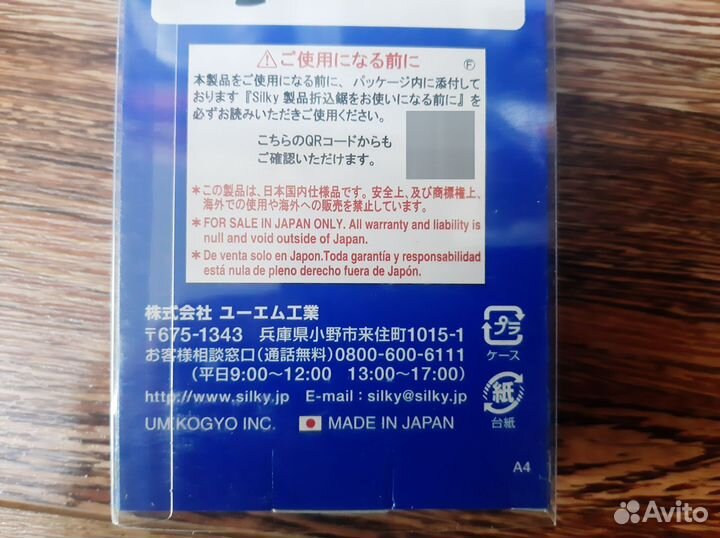 ⚠ご使用になる前に Ⓕ
本製品をご使用になる前に、パッケージ内に添付して
おります『Silky 製品折込鋸をお使いになる前に』を
必ずお読みいただきご使用ください。
こちらのQRコードからも
ご確認いただけます。
*この製品は、日本国内仕様品です。安全上、及び商標権上、
海外での使用や海外への販売を禁止しています。
* FOR SALE IN JAPAN ONLY. All warranty and liability is
null and void outside of Japan.
* De venta solo en Japon.Toda garantía y responsabilidad
está nula de pleno derecho fuera de Japón.
株式会社 ユーエム工業
〒675-1343 兵庫県小野市来住町1015-1
お客様相談窓口(通話無料)0800-600-6111
(平日9:00〜12:00 13:00〜17:00)
http://www.silky.jp E-mail : silky@silky.jp
UM KOGYO INC. MADE IN JAPAN
プラ
ケース
紙
台紙
A4
Avito